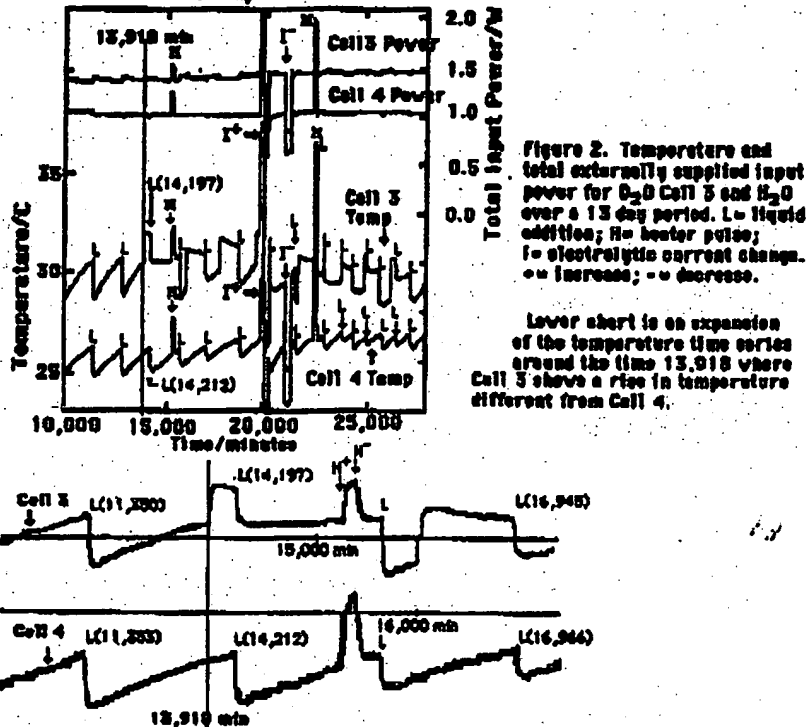 2.0
13,918 min
H
H
I⁻
Cell 3 Power
1.5
Cell 4 Power
1.0
I⁺
0.5
0.0
Total Input Power/W
35
L(14,197)
H
Cell 3
Temp
30
L
L
L
L
L
I⁻
I⁺
H
25
L
L
L
L
L
L(14,212)
Cell 4 Temp
Temperature/C
10,000 15,000 20,000 25,000
Time/minutes
Figure 2. Temperature and
total externally supplied input
power for D₂O Cell 3 and H₂O
over a 13 day period. L= liquid
addition; H= heater pulse;
I= electrolytic current change.
+= increase; -= decrease.
Lower chart is an expansion
of the temperature time series
around the time 13,918 where
Cell 3 shows a rise in temperature
different from Cell 4.
H⁺ H⁻
Cell 3
L(14,197)
L
L(16,945)
15,000 min
Cell 4
L(14,212)
16,000 min
L
L(16,966)
13,918 min